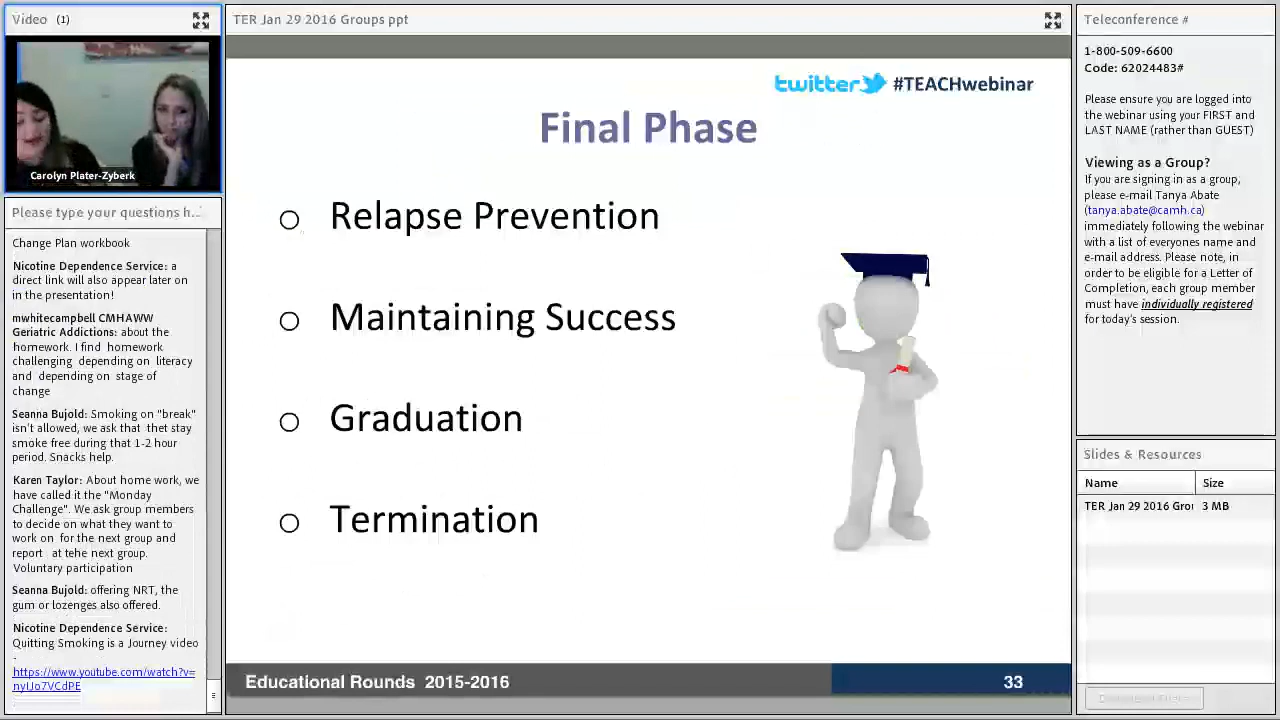 Video (1)
Carolyn Plater-Zyberk
Please type your questions h...
Change Plan workbook
Nicotine Dependence Service: a
direct link will also appear later on
in the presentation!
mwhitecampbell CMHAWW
Geriatric Addictions: about the
homework. I find homework
challenging depending on literacy
and depending on stage of
change
Seanna Bujold: Smoking on "break"
isn't allowed, we ask that thet stay
smoke free during that 1-2 hour
period. Snacks help.
Karen Taylor: About home work, we
have called it the "Monday
Challenge". We ask group members
to decide on what they want to
work on for the next group and
report at tehe next group.
Voluntary participation
Seanna Bujold: offering NRT, the
gum or lozenges also offered.
Nicotine Dependence Service:
Quitting Smoking is a Journey video
-
https://www.youtube.com/watch?v=
nyIJo7VCdPE
TER Jan 29 2016 Groups ppt
twitter #TEACHwebinar
Final Phase
o Relapse Prevention
o Maintaining Success
o Graduation
o Termination
Educational Rounds 2015-2016
33
Teleconference #
1-800-509-6600
Code: 62024483#
Please ensure you are logged into
the webinar using your FIRST and
LAST NAME (rather than GUEST)
Viewing as a Group?
If you are signing in as a group,
please e-mail Tanya Abate
(tanya.abate@camh.ca)
immediately following the webinar
with a list of everyones name and
e-mail address. Please note, in
order to be eligible for a Letter of
Completion, each group member
must have individually registered
for today's session.
Slides & Resources
Name Size
TER Jan 29 2016 Grou 3 MB